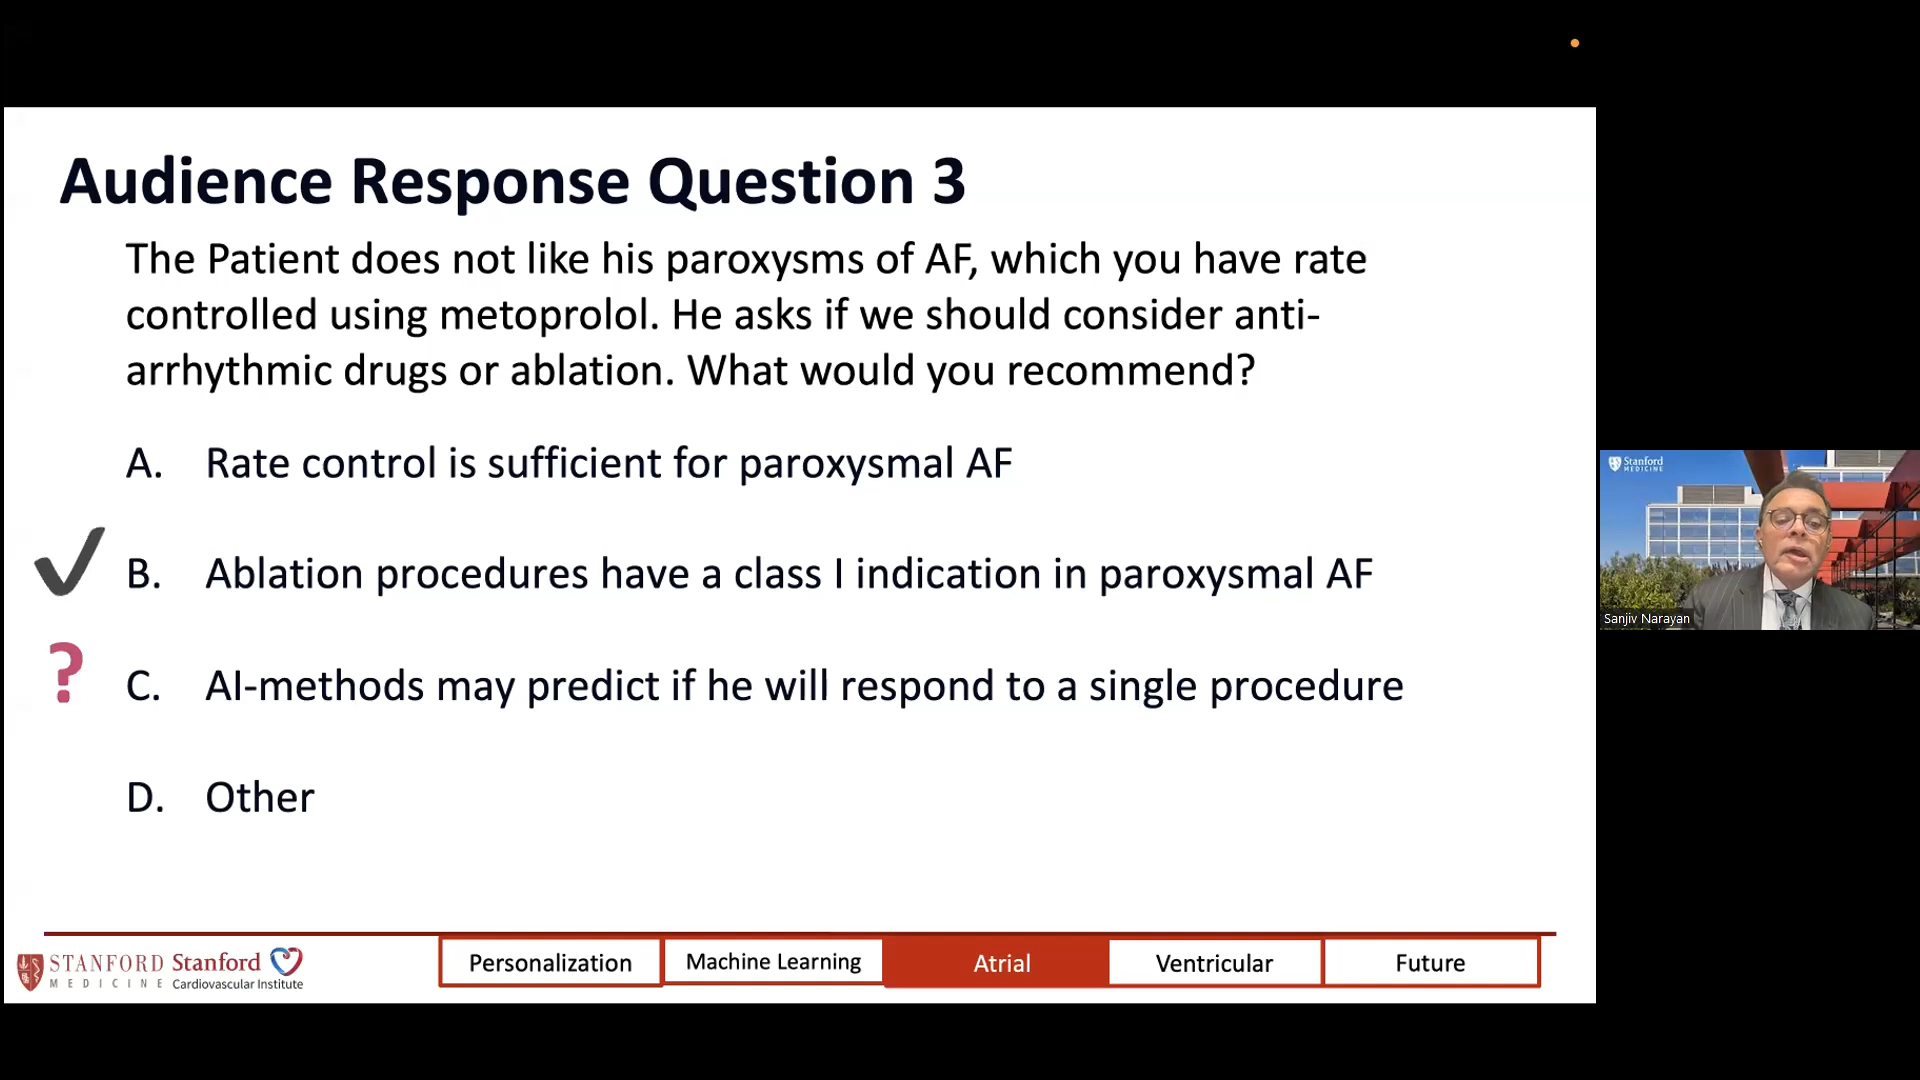 Audience Response Question 3
The Patient does not like his paroxysms of AF, which you have rate
controlled using metoprolol. He asks if we should consider anti-
arrhythmic drugs or ablation. What would you recommend?
A. Rate control is sufficient for paroxysmal AF
B. Ablation procedures have a class I indication in paroxysmal AF
? C. AI-methods may predict if he will respond to a single procedure
D. Other
Stanford
MEDICINE
Sanjiv Narayan
STANFORD
MEDICINE
Stanford
Cardiovascular Institute
Personalization
Machine Learning
Atrial
Ventricular
Future